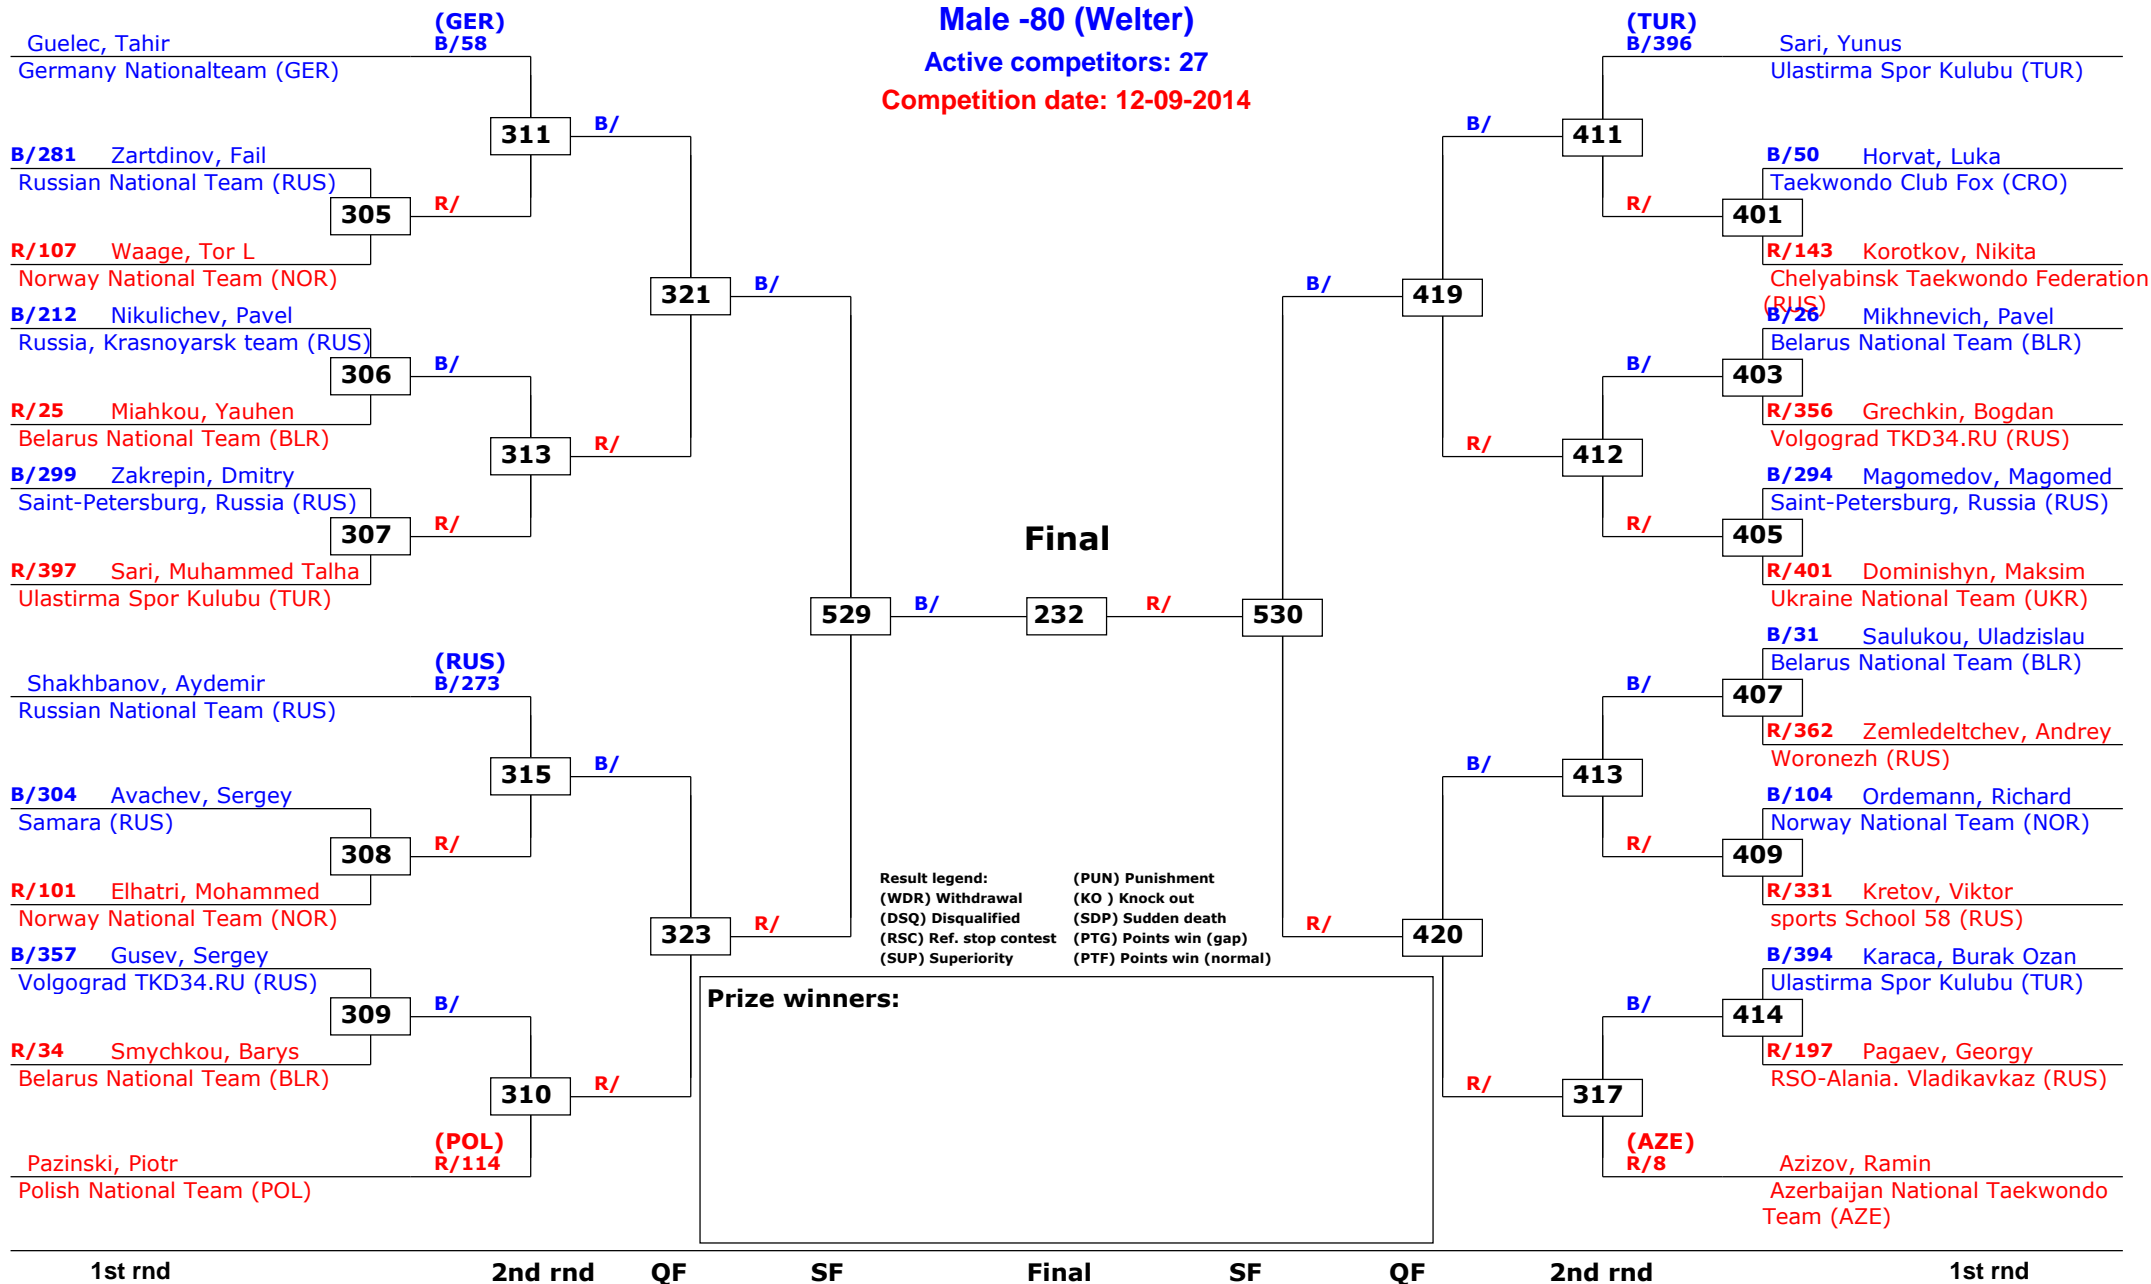 Male -80 (Welter)
Active competitors: 27
Competition date: 12-09-2014
(GER)
Guelec, Tahir B/58
Germany Nationalteam (GER)
311
B/
B/281 Zartdinov, Fail
Russian National Team (RUS)
305
R/
R/107 Waage, Tor L
Norway National Team (NOR)
321
B/
B/212 Nikulichev, Pavel
Russia, Krasnoyarsk team (RUS)
306
B/
R/25 Miahkou, Yauhen
Belarus National Team (BLR)
313
R/
B/299 Zakrepin, Dmitry
Saint-Petersburg, Russia (RUS)
307
R/
R/397 Sari, Muhammed Talha
Ulastirma Spor Kulubu (TUR)
529
B/
(RUS)
Shakhbanov, Aydemir B/273
Russian National Team (RUS)
315
B/
B/304 Avachev, Sergey
Samara (RUS)
308
R/
R/101 Elhatri, Mohammed
Norway National Team (NOR)
323
R/
B/357 Gusev, Sergey
Volgograd TKD34.RU (RUS)
309
B/
R/34 Smychkou, Barys
Belarus National Team (BLR)
310
R/
(POL)
Pazinski, Piotr R/114
Polish National Team (POL)
Final
232
R/
(TUR)
B/396 Sari, Yunus
Ulastirma Spor Kulubu (TUR)
B/
411
B/50 Horvat, Luka
Taekwondo Club Fox (CRO)
R/
401
R/143 Korotkov, Nikita
Chelyabinsk Taekwondo Federation
(RUS)
B/
419
B/26 Mikhnevich, Pavel
Belarus National Team (BLR)
B/
403
R/356 Grechkin, Bogdan
Volgograd TKD34.RU (RUS)
R/
412
B/294 Magomedov, Magomed
Saint-Petersburg, Russia (RUS)
R/
405
R/401 Dominishyn, Maksim
Ukraine National Team (UKR)
530
B/31 Saulukou, Uladzislau
Belarus National Team (BLR)
B/
407
R/362 Zemledeltchev, Andrey
Woronezh (RUS)
B/
413
B/104 Ordemann, Richard
Norway National Team (NOR)
R/
409
R/331 Kretov, Viktor
sports School 58 (RUS)
R/
420
B/394 Karaca, Burak Ozan
Ulastirma Spor Kulubu (TUR)
B/
414
R/197 Pagaev, Georgy
RSO-Alania. Vladikavkaz (RUS)
R/
317
(AZE)
R/8 Azizov, Ramin
Azerbaijan National Taekwondo
Team (AZE)
Result legend: (PUN) Punishment
(WDR) Withdrawal (KO ) Knock out
(DSQ) Disqualified (SDP) Sudden death
(RSC) Ref. stop contest (PTG) Points win (gap)
(SUP) Superiority (PTF) Points win (normal)
Prize winners:
1st rnd 2nd rnd QF SF Final SF QF 2nd rnd 1st rnd